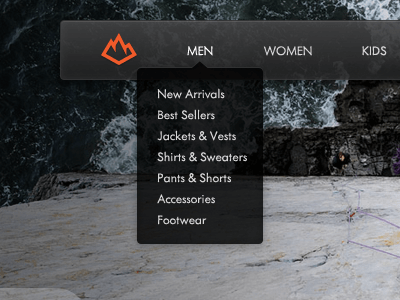 MEN WOMEN KIDS
New Arrivals
Best Sellers
Jackets & Vests
Shirts & Sweaters
Pants & Shorts
Accessories
Footwear